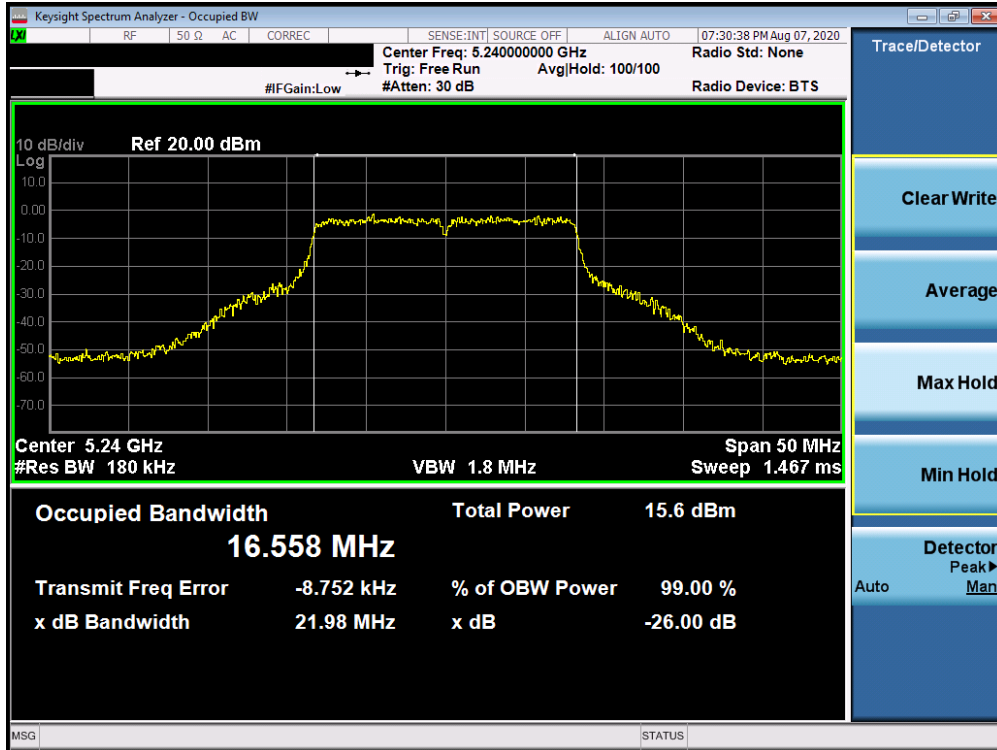 Keysight Spectrum Analyzer - Occupied BW
LXI RF 50 Ω AC CORREC SENSE:INT SOURCE OFF ALIGN AUTO 07:30:38 PM Aug 07, 2020
Center Freq: 5.240000000 GHz Radio Std: None
Trig: Free Run Avg|Hold: 100/100
#IFGain:Low #Atten: 30 dB Radio Device: BTS
10 dB/div Ref 20.00 dBm
Log
10.0
0.00
-10.0
-20.0
-30.0
-40.0
-50.0
-60.0
-70.0
Center 5.24 GHz Span 50 MHz
#Res BW 180 kHz VBW 1.8 MHz Sweep 1.467 ms
Occupied Bandwidth Total Power 15.6 dBm
16.558 MHz
Transmit Freq Error -8.752 kHz % of OBW Power 99.00 %
x dB Bandwidth 21.98 MHz x dB -26.00 dB
Trace/Detector
Clear Write
Average
Max Hold
Min Hold
Detector
Peak
Auto Man
MSG STATUS